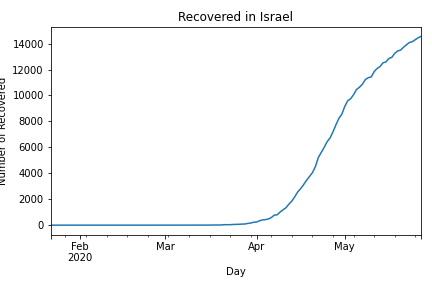 Recovered in Israel
Number of Recovered
14000
12000
10000
8000
6000
4000
2000
0
Feb
2020
Mar
Apr
May
Day